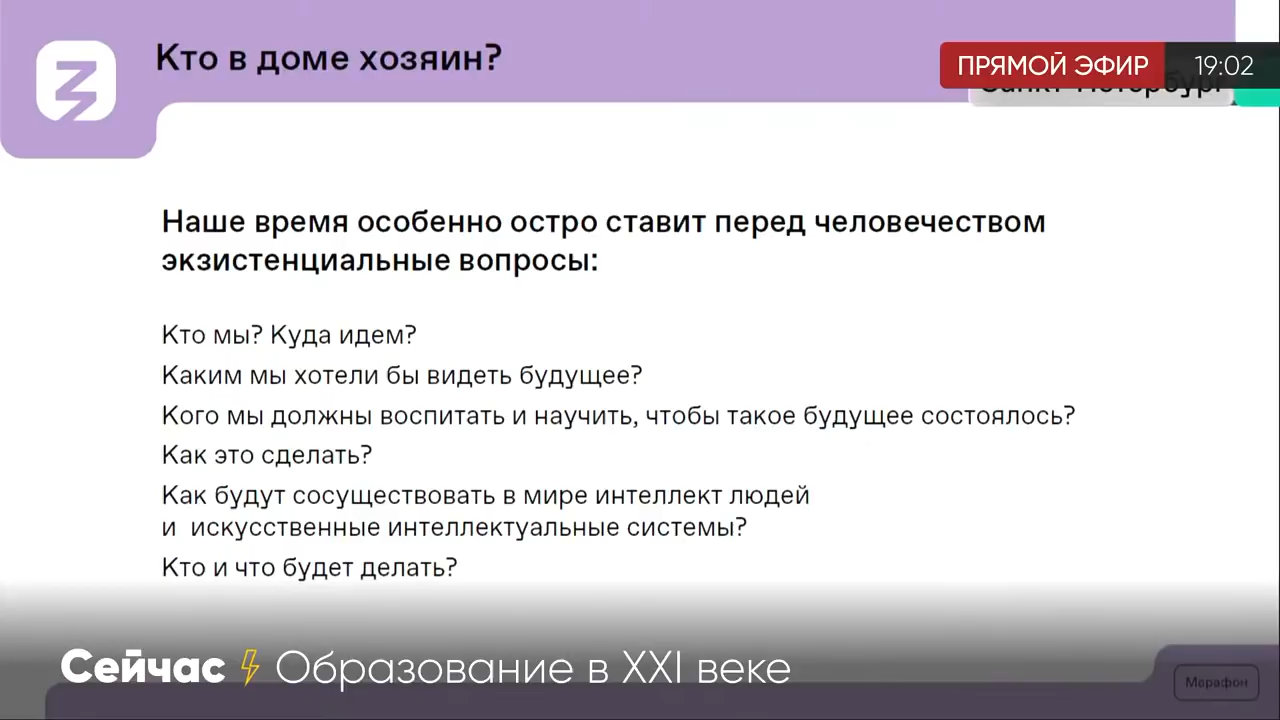 Кто в доме хозяин?
ПРЯМОЙ ЭФИР 19:02
Санкт-Петербург
Наше время особенно остро ставит перед человечеством
экзистенциальные вопросы:
Кто мы? Куда идем?
Каким мы хотели бы видеть будущее?
Кого мы должны воспитать и научить, чтобы такое будущее состоялось?
Как это сделать?
Как будут сосуществовать в мире интеллект людей
и искусственные интеллектуальные системы?
Кто и что будет делать?
Сейчас Образование в XXI веке
Марафон